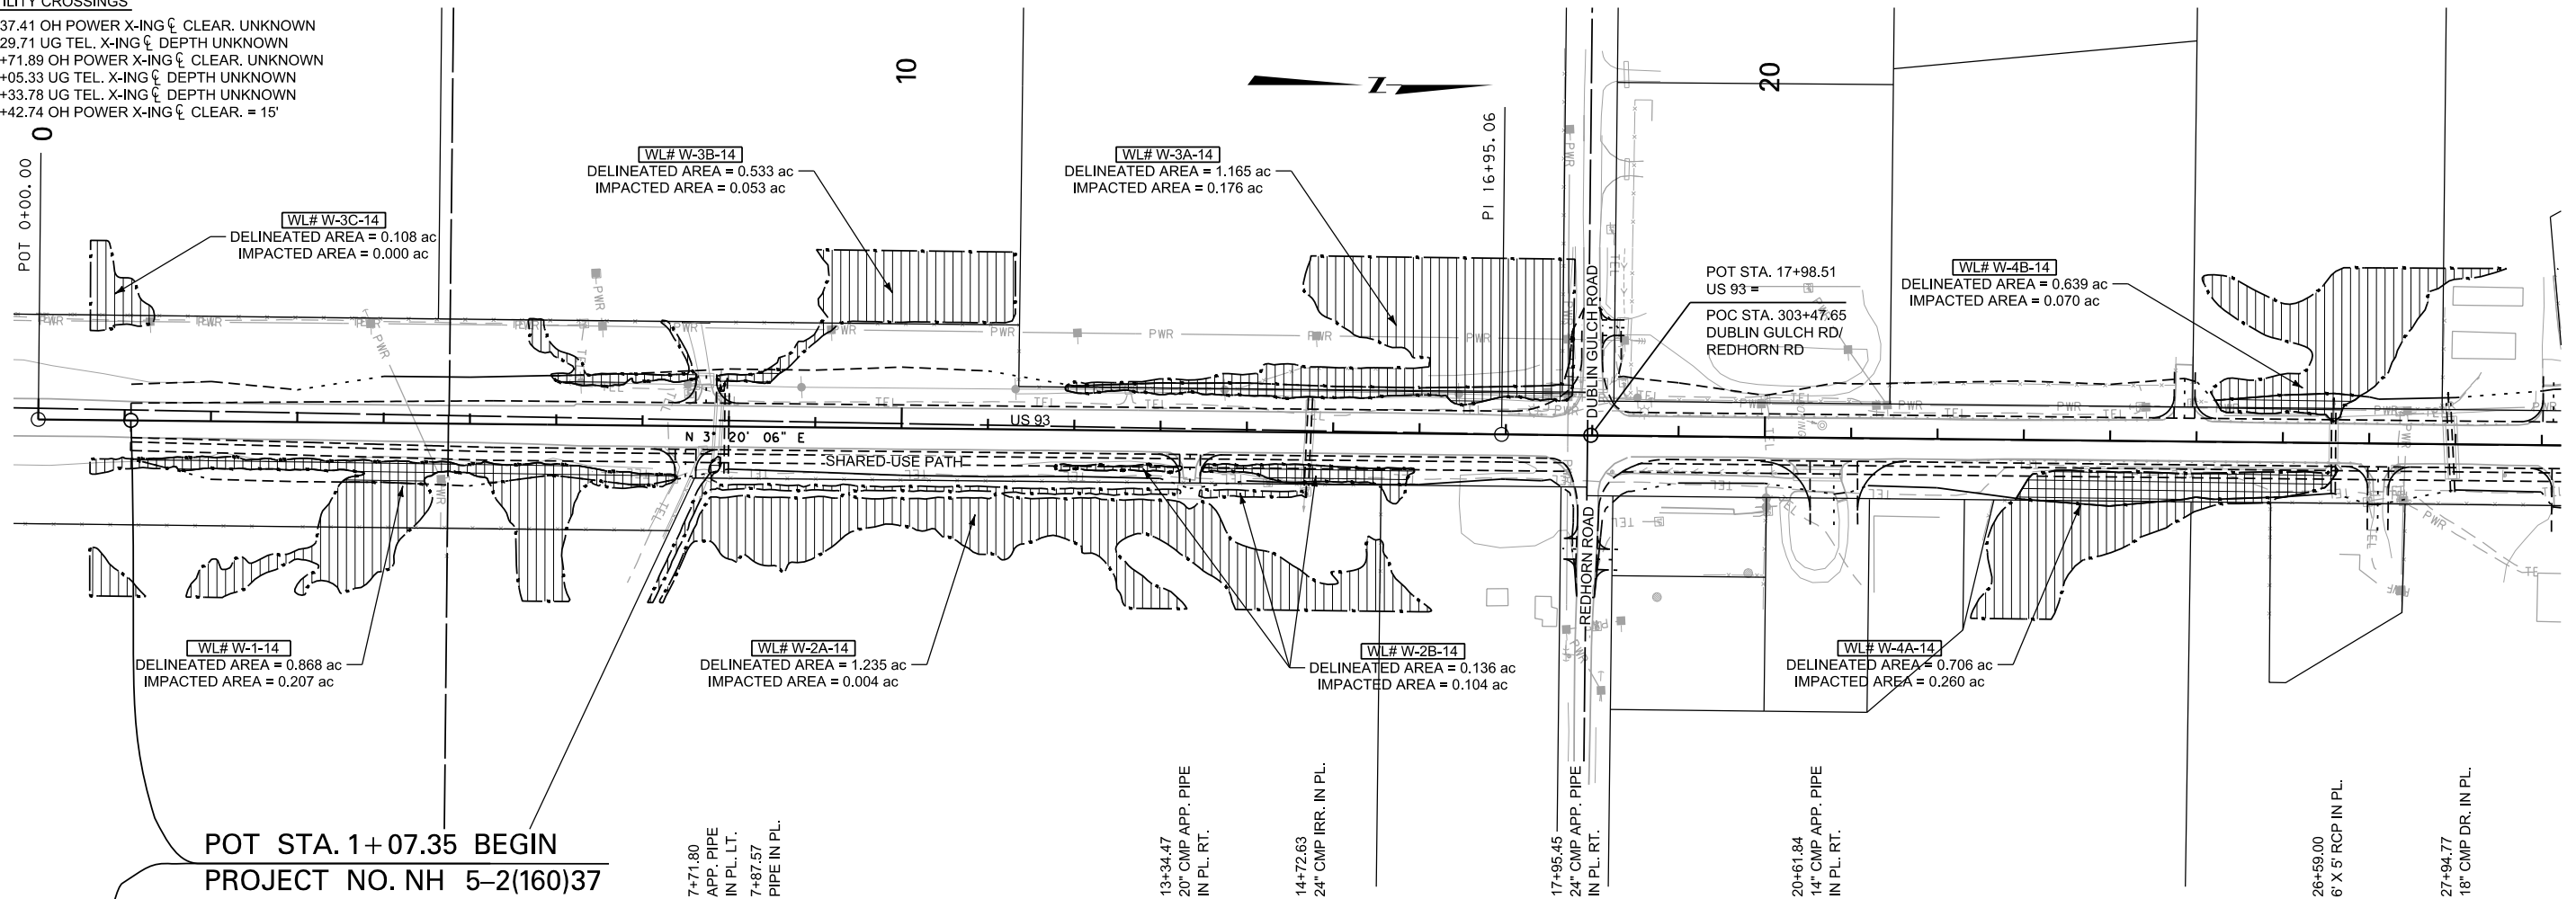 37.41 OH POWER X-ING ℄ CLEAR. UNKNOWN
29.71 UG TEL. X-ING ℄ DEPTH UNKNOWN
+71.89 OH POWER X-ING ℄ CLEAR. UNKNOWN
+05.33 UG TEL. X-ING ℄ DEPTH UNKNOWN
+33.78 UG TEL. X-ING ℄ DEPTH UNKNOWN
+42.74 OH POWER X-ING ℄ CLEAR. = 15'
0
10
20
Z
POT 0+00.00
PI 16+95.06
WL# W-3C-14
DELINEATED AREA = 0.108 ac
IMPACTED AREA = 0.000 ac
WL# W-3B-14
DELINEATED AREA = 0.533 ac
IMPACTED AREA = 0.053 ac
WL# W-3A-14
DELINEATED AREA = 1.165 ac
IMPACTED AREA = 0.176 ac
POT STA. 17+98.51
US 93 =
POC STA. 303+47.65
DUBLIN GULCH RD/
REDHORN RD
WL# W-4B-14
DELINEATED AREA = 0.639 ac
IMPACTED AREA = 0.070 ac
DUBLIN GULCH ROAD
REDHORN ROAD
PWR
PWR
PWR
PWR
TEL
TEL
TEL
TEL
US 93
N 3° 20' 06" E
SHARED-USE PATH
WL# W-1-14
DELINEATED AREA = 0.868 ac
IMPACTED AREA = 0.207 ac
WL# W-2A-14
DELINEATED AREA = 1.235 ac
IMPACTED AREA = 0.004 ac
WL# W-2B-14
DELINEATED AREA = 0.136 ac
IMPACTED AREA = 0.104 ac
WL# W-4A-14
DELINEATED AREA = 0.706 ac
IMPACTED AREA = 0.260 ac
POT STA. 1+07.35 BEGIN
PROJECT NO. NH 5-2(160)37
7+71.80
APP. PIPE
IN PL. LT.
7+87.57
PIPE IN PL.
13+34.47
20" CMP APP. PIPE
IN PL. RT.
14+72.63
24" CMP IRR. IN PL.
17+95.45
24" CMP APP. PIPE
IN PL. RT.
20+61.84
14" CMP APP. PIPE
IN PL. RT.
26+59.00
6' X 5' RCP IN PL.
27+94.77
18" CMP DR. IN PL.